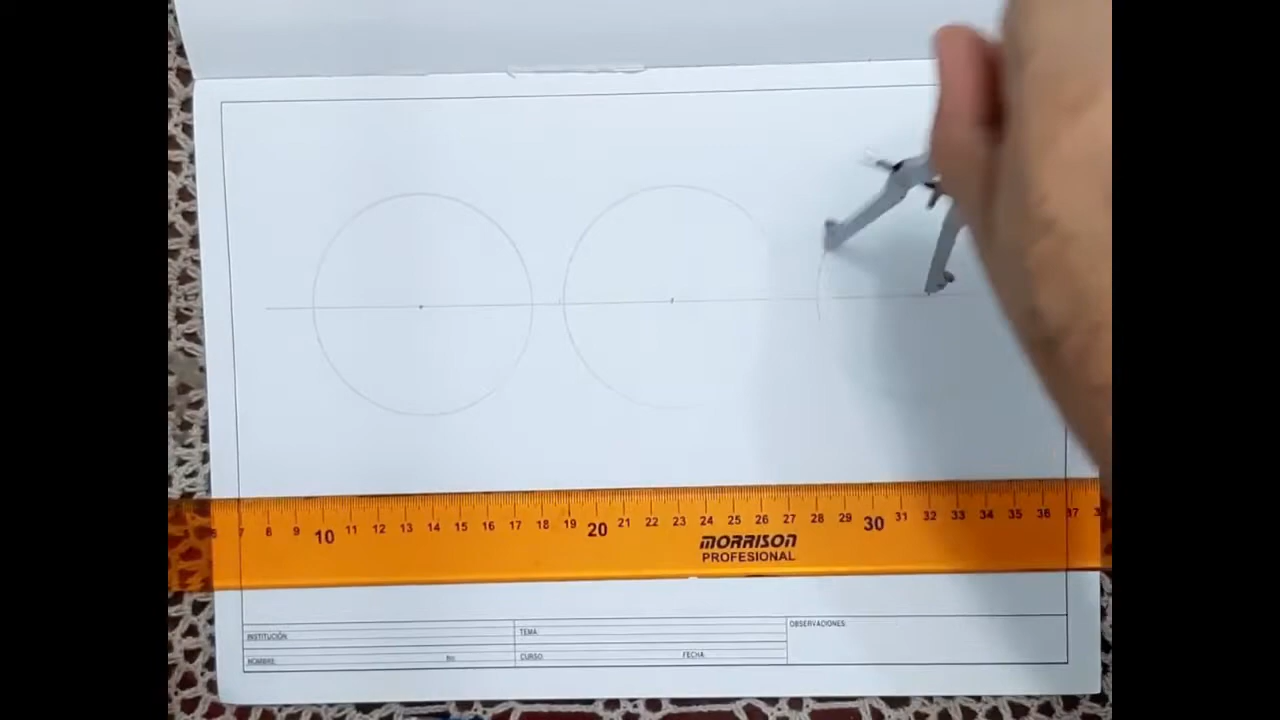 6 7 8 9 10 11 12 13 14 15 16 17 18 19 20 21 22 23 24 25 26 27 28 29 30 31 32 33 34 35 36 37
MORRISON
PROFESIONAL
INSTITUCIÓN:
TEMA:
OBSERVACIONES:
NOMBRE:
CURSO:
FECHA: